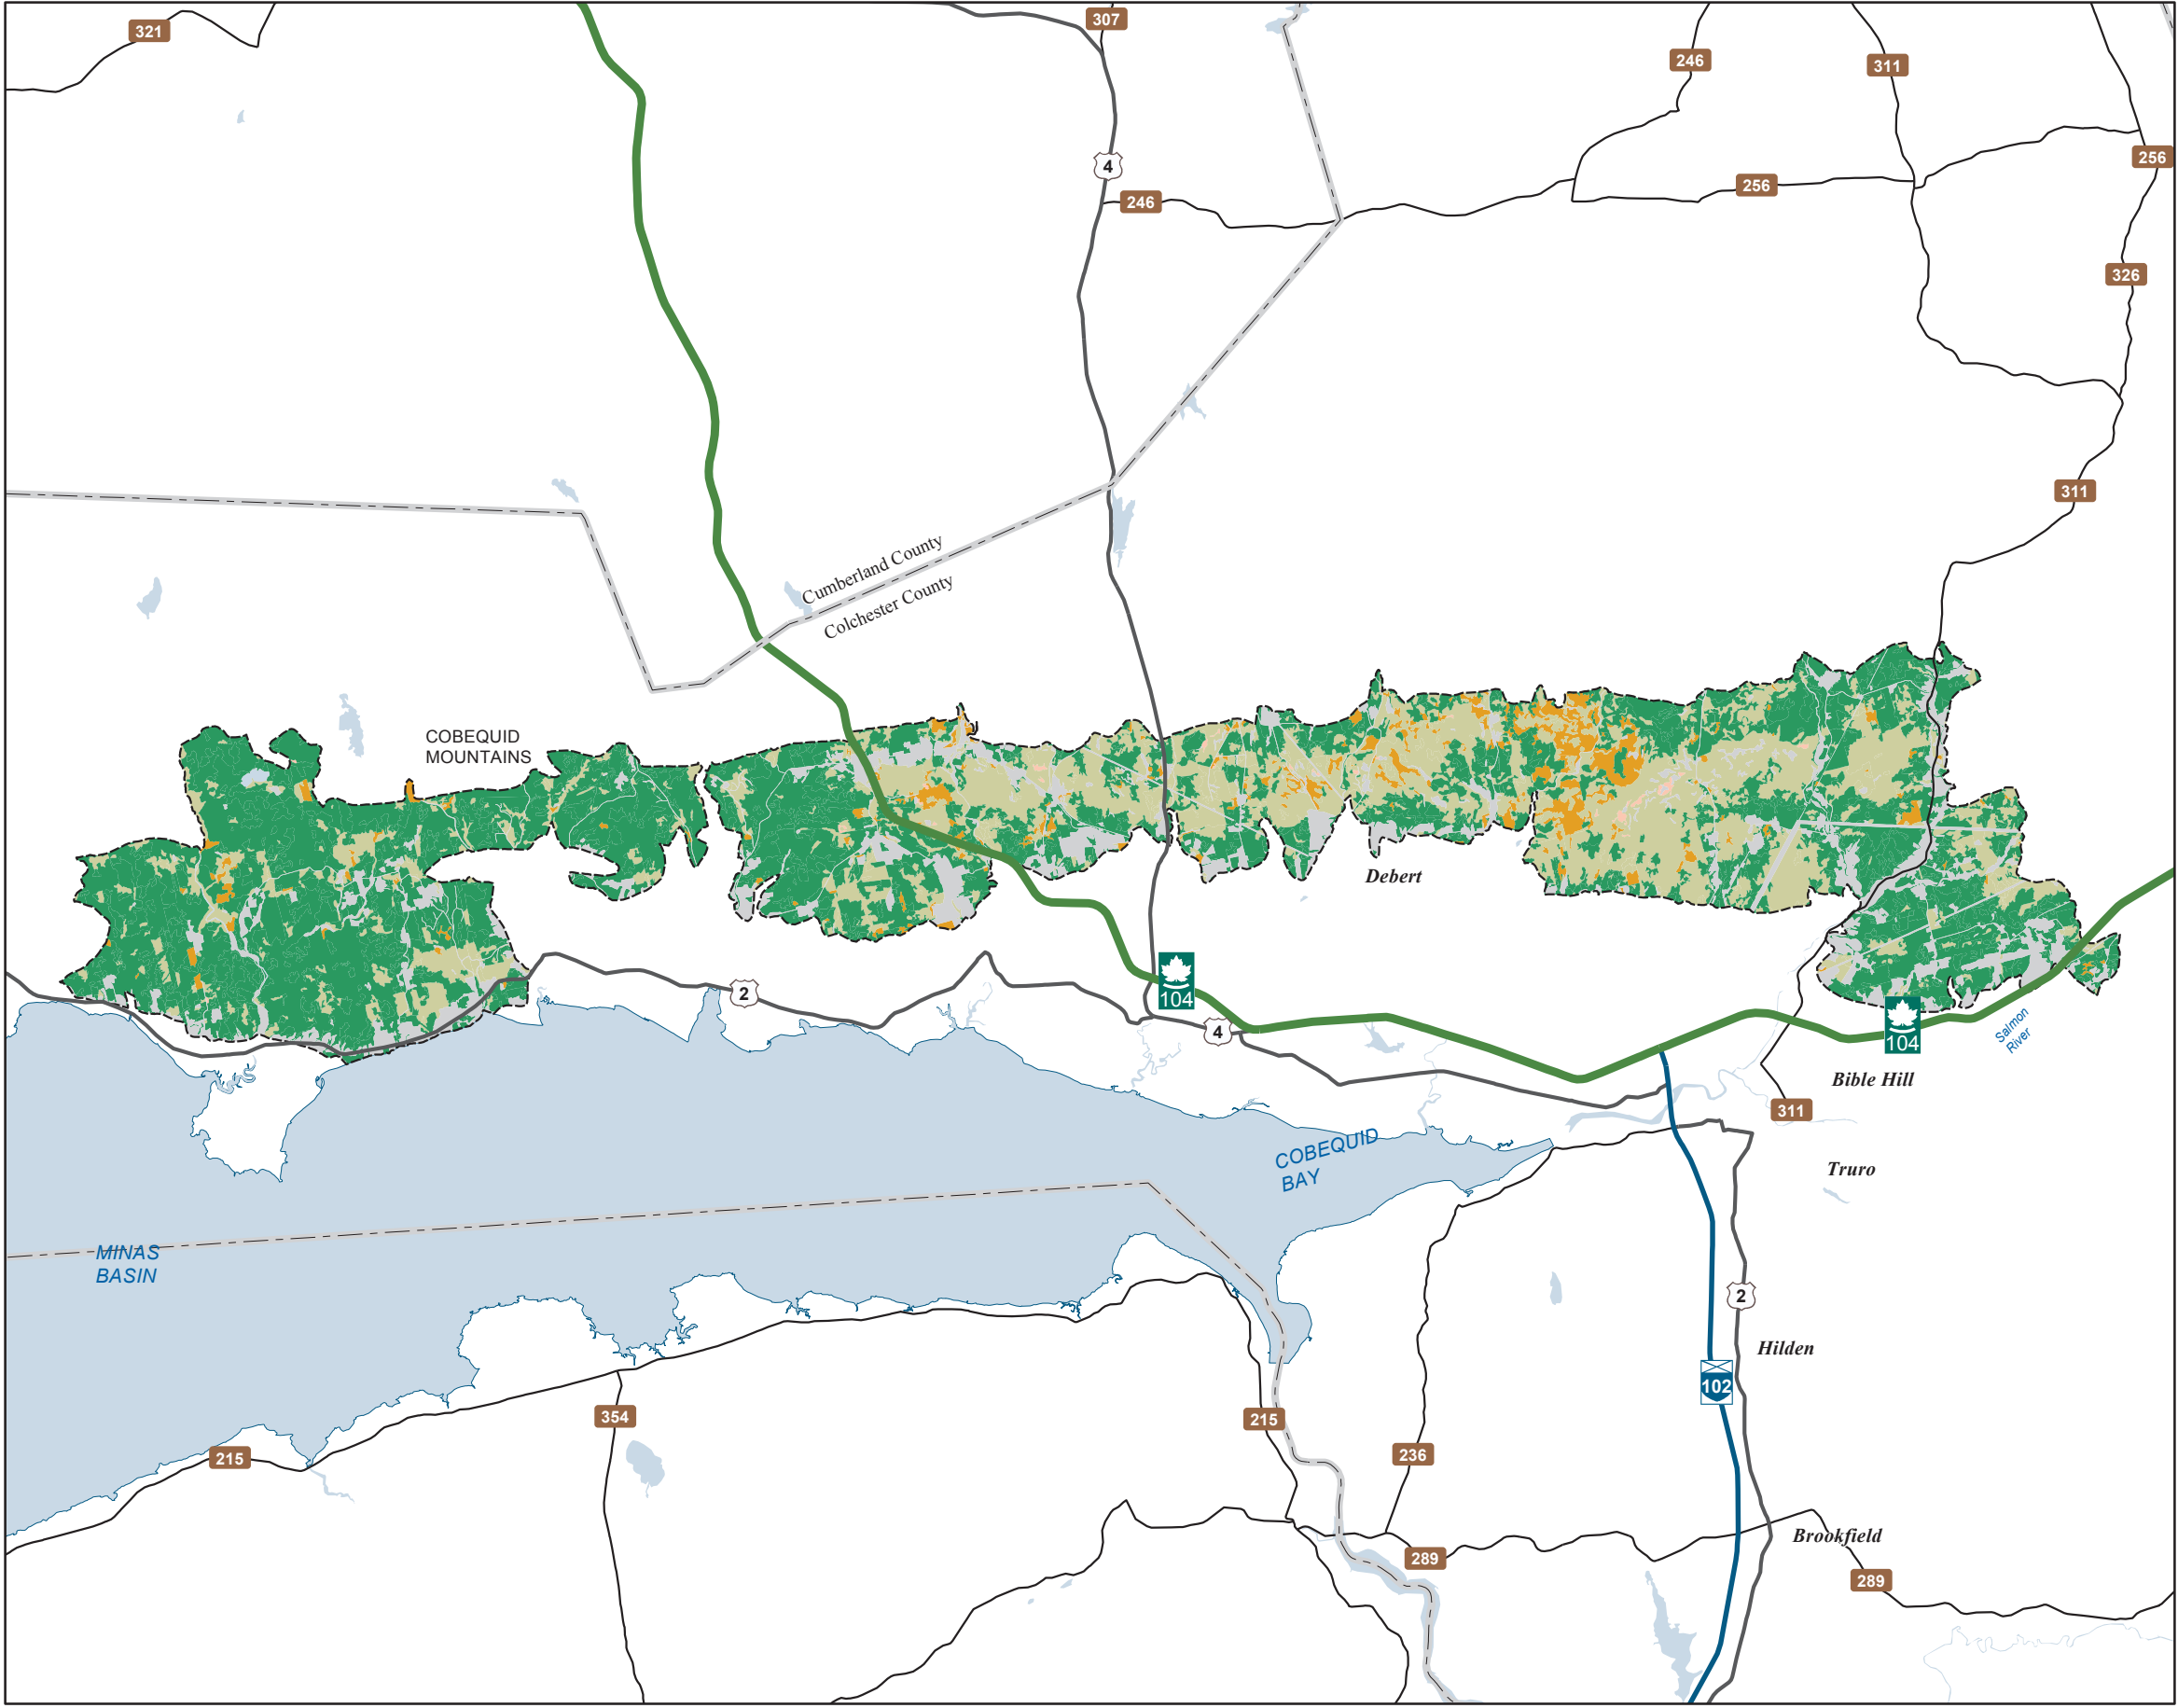 321
307
246
311
4
256
256
246
326
311
Cumberland County
Colchester County
COBEQUID
MOUNTAINS
Debert
104
2
4
104
Salmon
River
Bible Hill
311
COBEQUID
BAY
Truro
MINAS
BASIN
2
Hilden
102
354
215
215
236
Brookfield
289
289